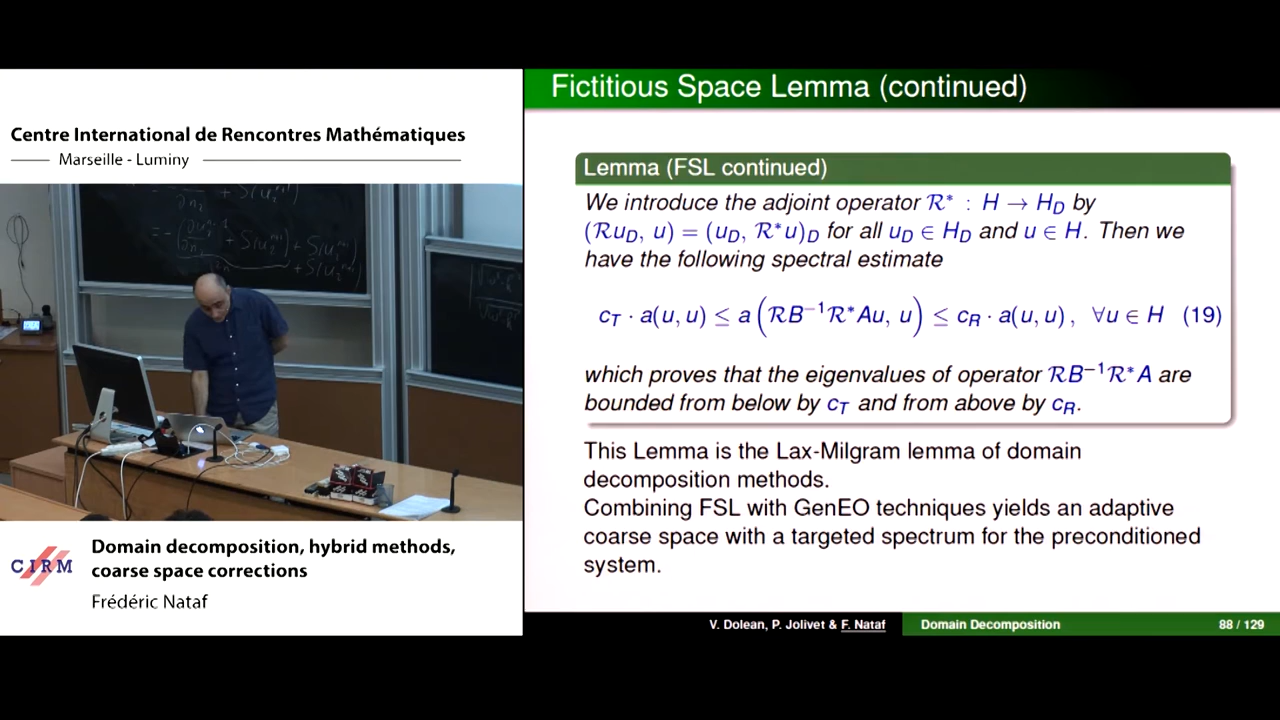 Centre International de Rencontres Mathématiques
Marseille - Luminy
CIRM
Domain decomposition, hybrid methods,
coarse space corrections
Frédéric Nataf
Fictitious Space Lemma (continued)
Lemma (FSL continued)
We introduce the adjoint operator ℛ* : H → H_D by
(ℛu_D, u) = (u_D, ℛ*u)_D for all u_D ∈ H_D and u ∈ H. Then we
have the following spectral estimate
c_T · a(u, u) ≤ a (ℛB⁻¹ℛ*Au, u) ≤ c_R · a(u, u) , ∀u ∈ H (19)
which proves that the eigenvalues of operator ℛB⁻¹ℛ*A are
bounded from below by c_T and from above by c_R.
This Lemma is the Lax-Milgram lemma of domain
decomposition methods.
Combining FSL with GenEO techniques yields an adaptive
coarse space with a targeted spectrum for the preconditioned
system.
V. Dolean, P. Jolivet & F. Nataf
Domain Decomposition
88 / 129